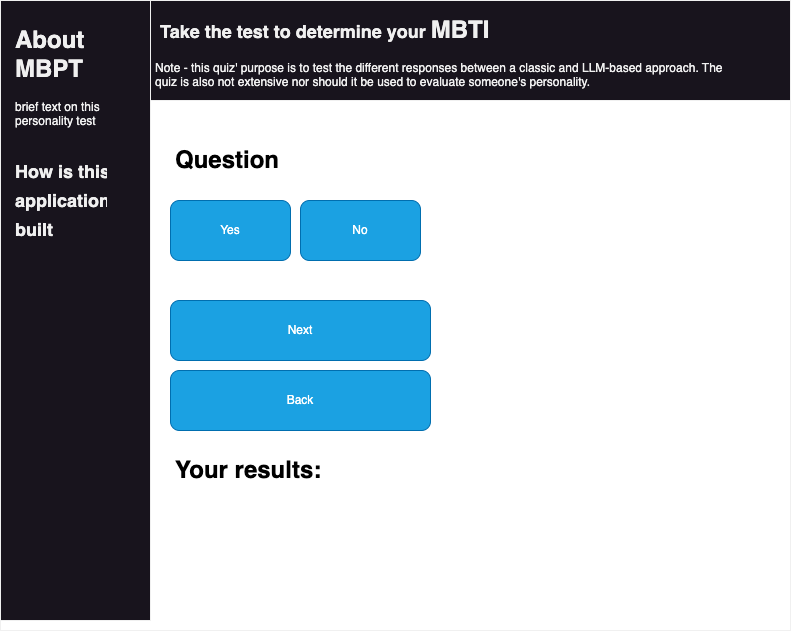 About
MBPT
brief text on this
personality test
How is this
application
built
Take the test to determine your MBTI
Note - this quiz' purpose is to test the different responses between a classic and LLM-based approach. The
quiz is also not extensive nor should it be used to evaluate someone's personality.
Question
Yes No
Next
Back
Your results: